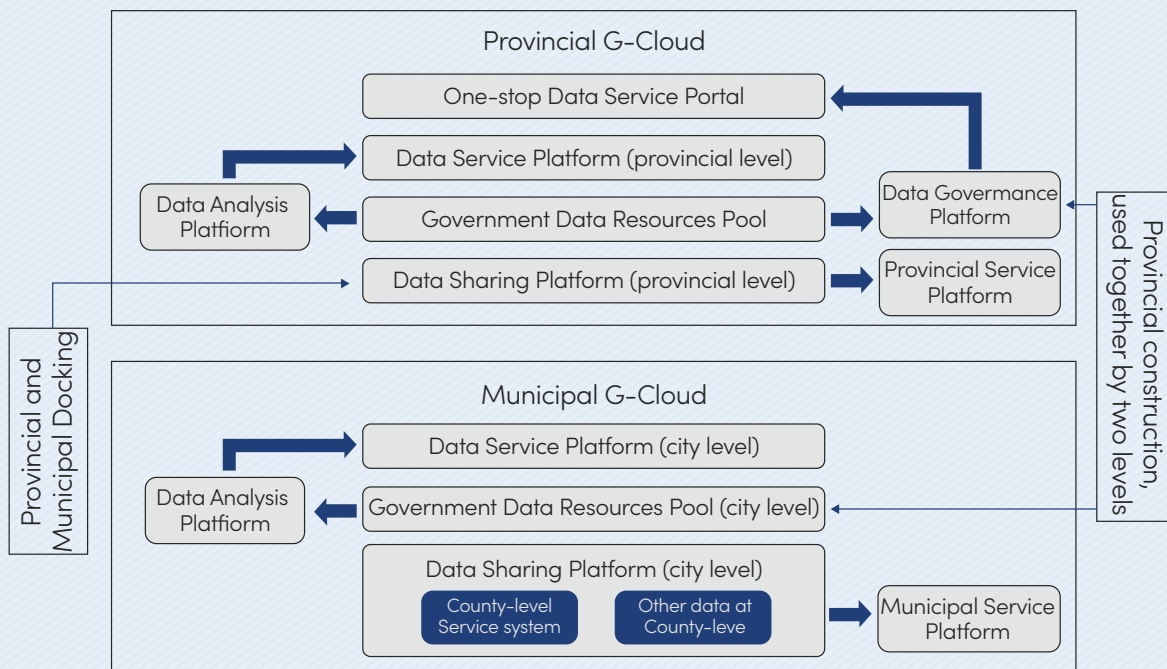 Provincial G-Cloud
One-stop Data Service Portal
Data Service Platform (provincial level)
Data Analysis
Platfiorm
Government Data Resources Pool
Data Govermance
Platform
Data Sharing Platform (provincial level)
Provincial Service
Platform
Provincial and
Municipal Docking
Provincial construction,
used together by two levels
Municipal G-Cloud
Data Service Platform (city level)
Data Analysis
Platfiorm
Government Data Resources Pool (city level)
Data Sharing Platform (city level)
County-level
Service system
Other data at
County-leve
Municipal Service
Platform